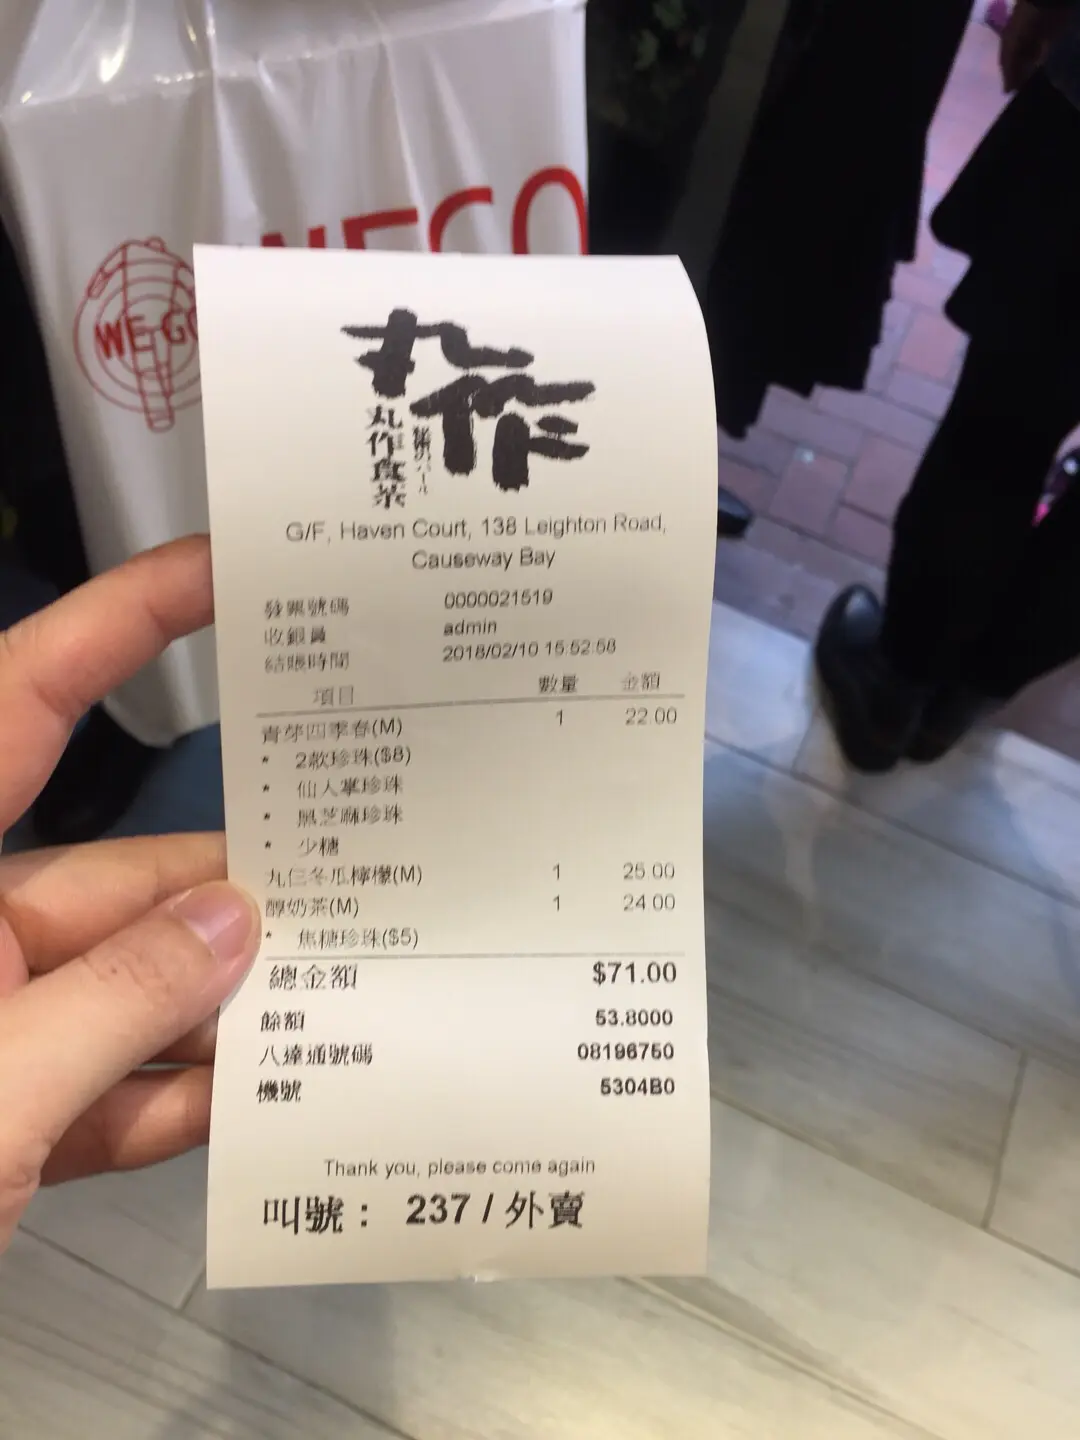 WEGO
WE GO
丸作
丸作食茶
G/F, Haven Court, 138 Leighton Road,
Causeway Bay
發票號碼 0000021519
收銀員 admin
結賬時間 2018/02/10 15:52:58
項目 數量 金額
青芽四季春(M) 1 22.00
* 2款珍珠($8)
* 仙人掌珍珠
* 黑芝麻珍珠
* 少糖
丸仨冬瓜檸檬(M) 1 25.00
醇奶茶(M) 1 24.00
* 焦糖珍珠($5)
總金額 $71.00
餘額 53.8000
八達通號碼 08196750
機號 5304B0
Thank you, please come again
叫號： 237 / 外賣